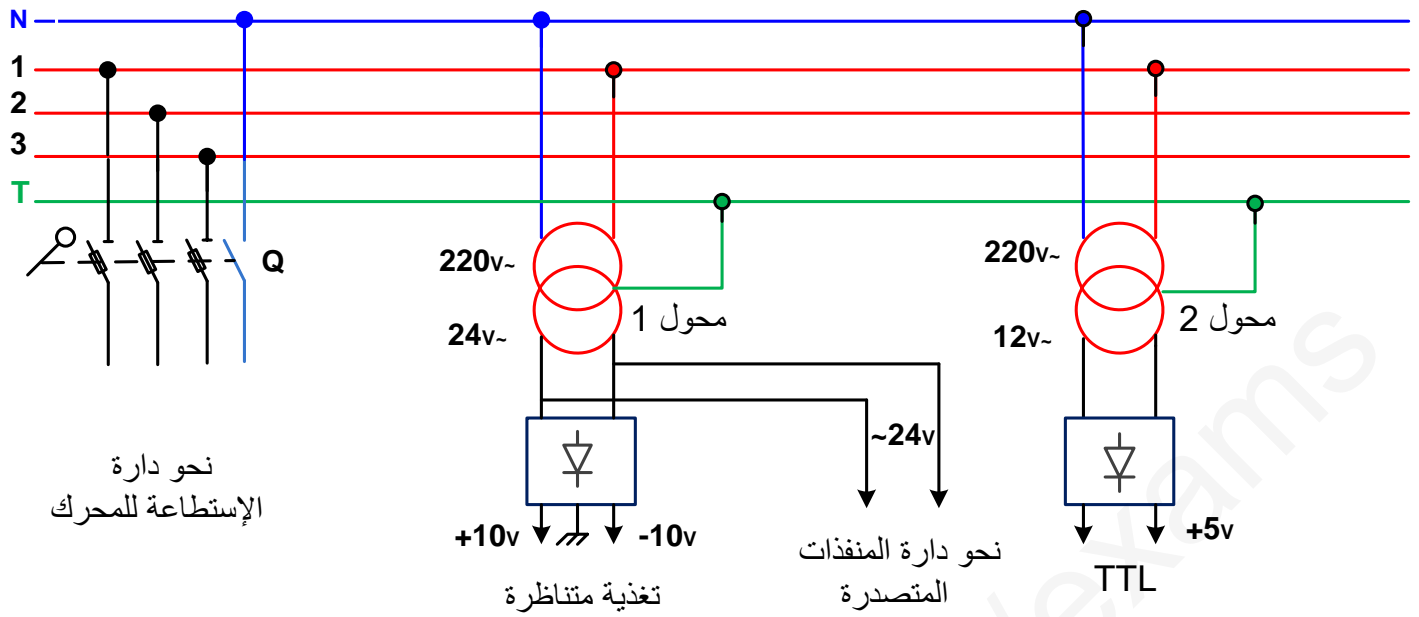 N
1
2
3
T
Q
220v~
محول 1
24v~
220v~
محول 2
12v~
~24v
نحو دارة
الإستطاعة للمحرك
+10v
-10v
تغذية متناظرة
نحو دارة المنفذات
المتصدرة
+5v
TTL